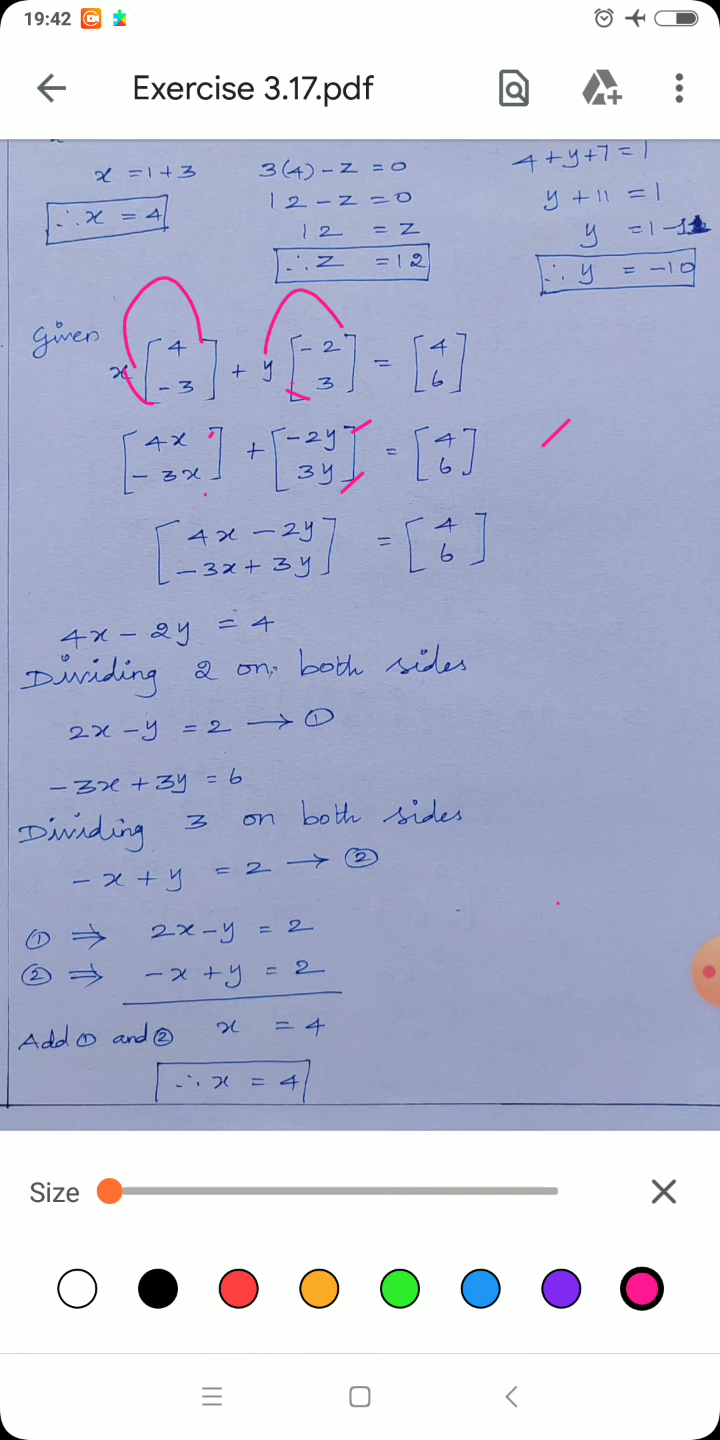 19:42
Exercise 3.17.pdf
x = 1+3 3(4) - z = 0 4+y+7 = 1
∴ x = 4 12 - z = 0 y + 11 = 1
12 = z y = 1 -
∴ z = 12 ∴ y = -10
Given
x [4 -3] + y [-2 3] = [4 6]
[4x -3x] + [-2y 3y] = [4 6]
[4x - 2y -3x + 3y] = [4 6]
4x - 2y = 4
Dividing 2 on both sides
2x - y = 2 → ①
-3x + 3y = 6
Dividing 3 on both sides
-x + y = 2 → ②
① ⇒ 2x - y = 2
② ⇒ -x + y = 2
Add ① and ② x = 4
∴ x = 4
Size